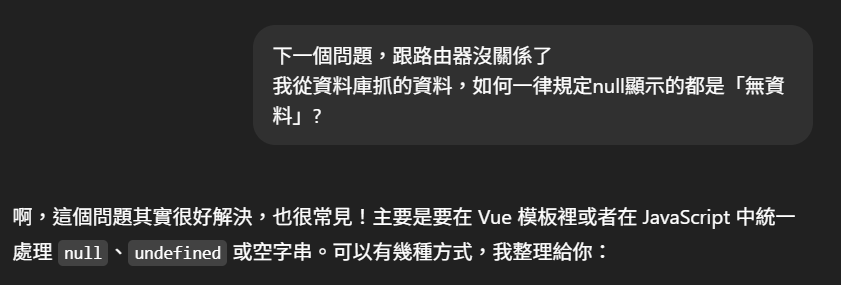 下一個問題，跟路由器沒關係了
我從資料庫抓的資料，如何一律規定null顯示的都是「無資
料」?
啊，這個問題其實很好解決，也很常見！主要是要在 Vue 模板裡或者在 JavaScript 中統一
處理 null、undefined 或空字串。可以有幾種方式，我整理給你：